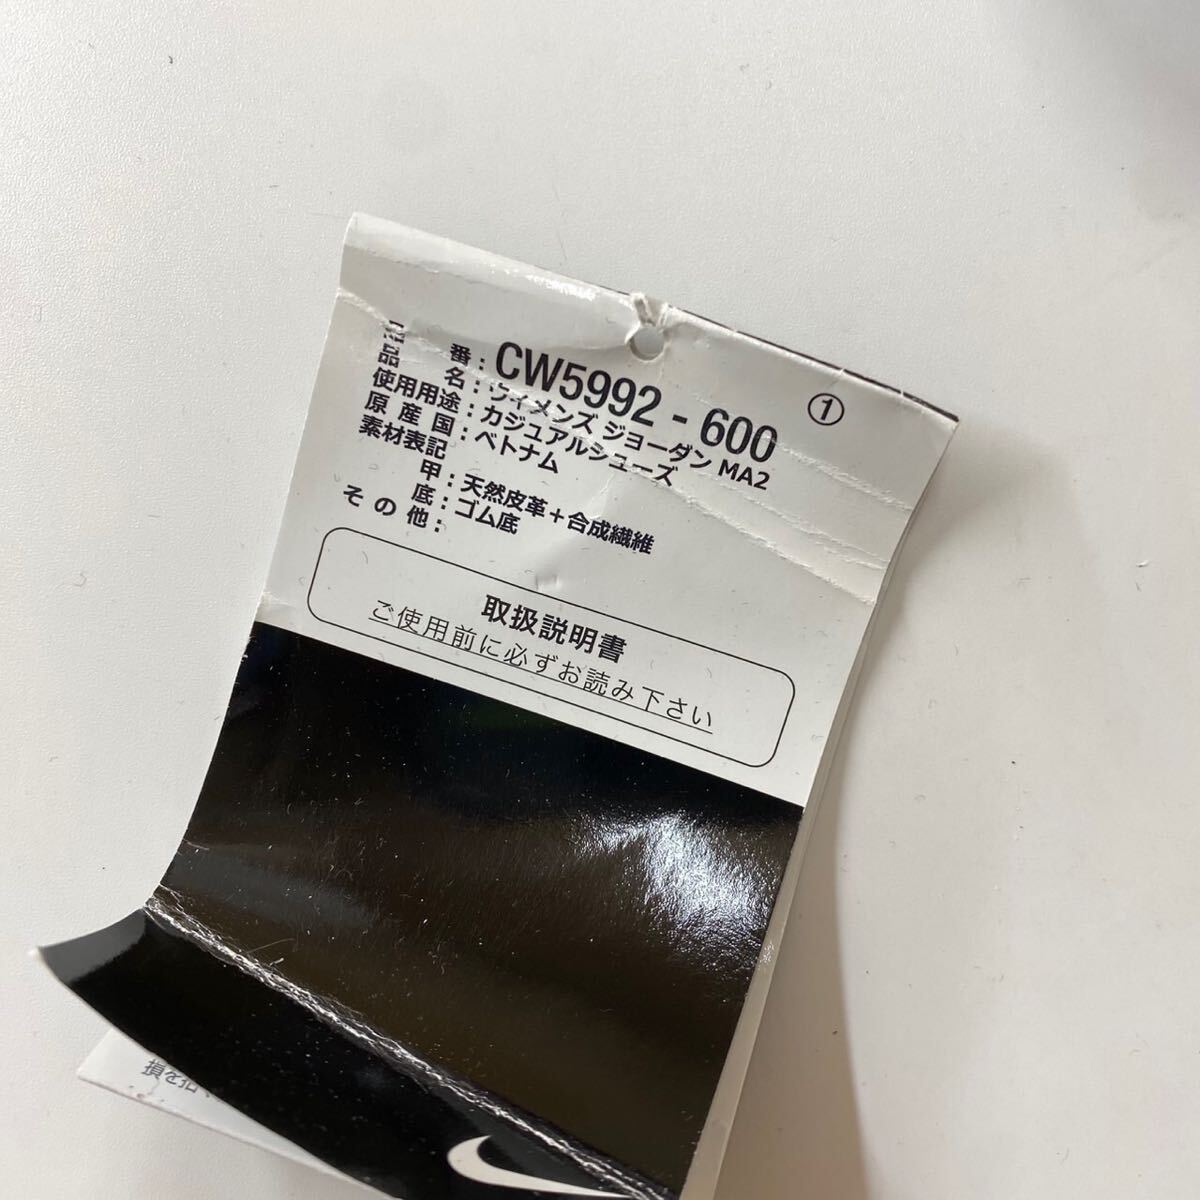 品番：CW5992 - 600 ①
品名：ウィメンズ ジョーダン MA2
使用用途：カジュアルシューズ
原産国：ベトナム
素材表記
甲：天然皮革＋合成繊維
底：ゴム底
その他：
取扱説明書
ご使用前に必ずお読み下さい
損を